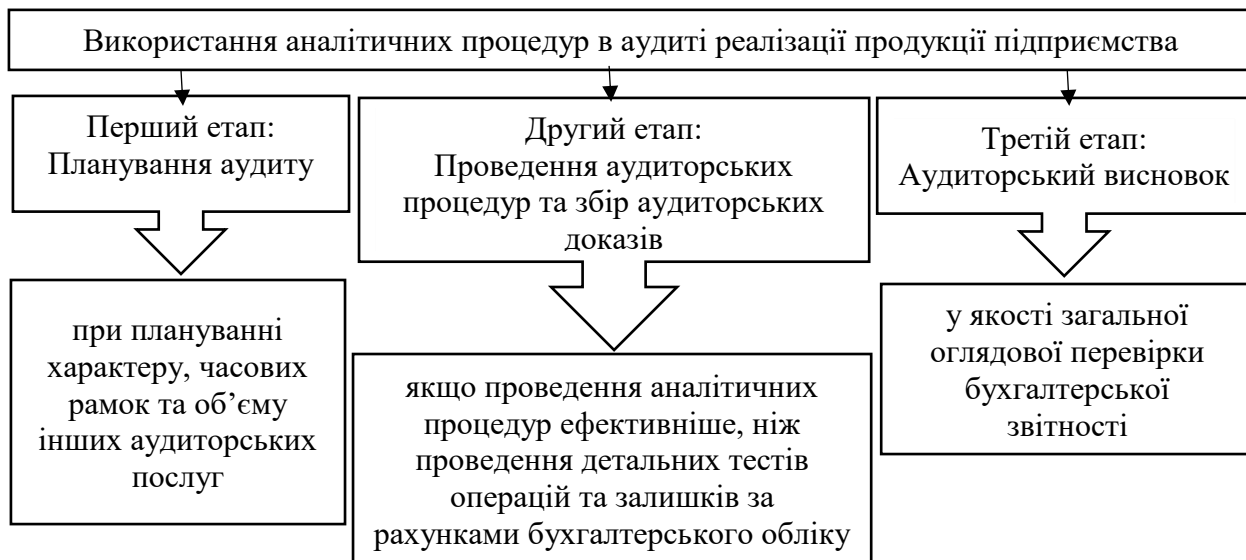 Використання аналітичних процедур в аудиті реалізації продукції підприємства
Перший етап:
Планування аудиту
Другий етап:
Проведення аудиторських
процедур та збір аудиторських
доказів
Третій етап:
Аудиторський висновок
при плануванні
характеру, часових
рамок та об’єму
інших аудиторських
послуг
якщо проведення аналітичних
процедур ефективніше, ніж
проведення детальних тестів
операцій та залишків за
рахунками бухгалтерського обліку
у якості загальної
оглядової перевірки
бухгалтерської
звітності